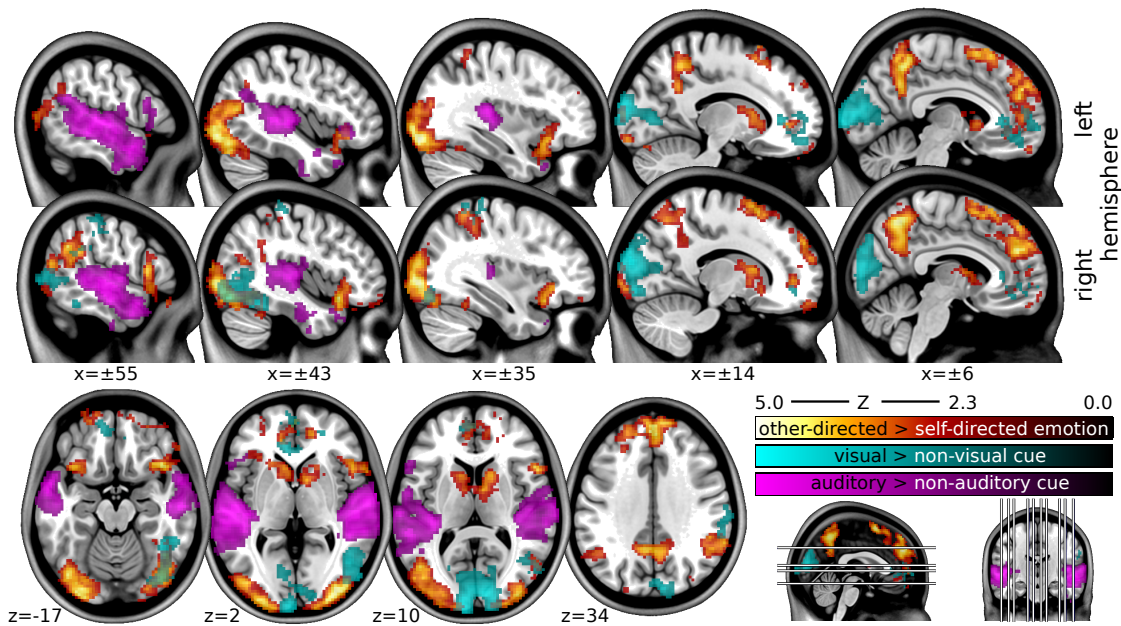 left
right
hemisphere
x=±55
x=±43
x=±35
x=±14
x=±6
5.0 Z 2.3 0.0
other-directed > self-directed emotion
visual > non-visual cue
auditory > non-auditory cue
z=-17
z=2
z=10
z=34